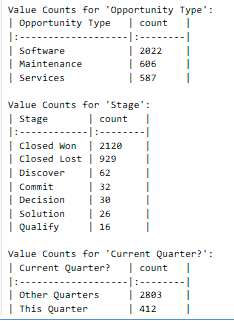 Value Counts for 'Opportunity Type':
| Opportunity Type | count |
|:-------------------|:--------|
| Software | 2022 |
| Maintenance | 606 |
| Services | 587 |
Value Counts for 'Stage':
| Stage | count |
|:------------|:--------|
| Closed Won | 2120 |
| Closed Lost | 929 |
| Discover | 62 |
| Commit | 32 |
| Decision | 30 |
| Solution | 26 |
| Qualify | 16 |
Value Counts for 'Current Quarter?':
| Current Quarter? | count |
|:-------------------|:--------|
| Other Quarters | 2803 |
| This Quarter | 412 |